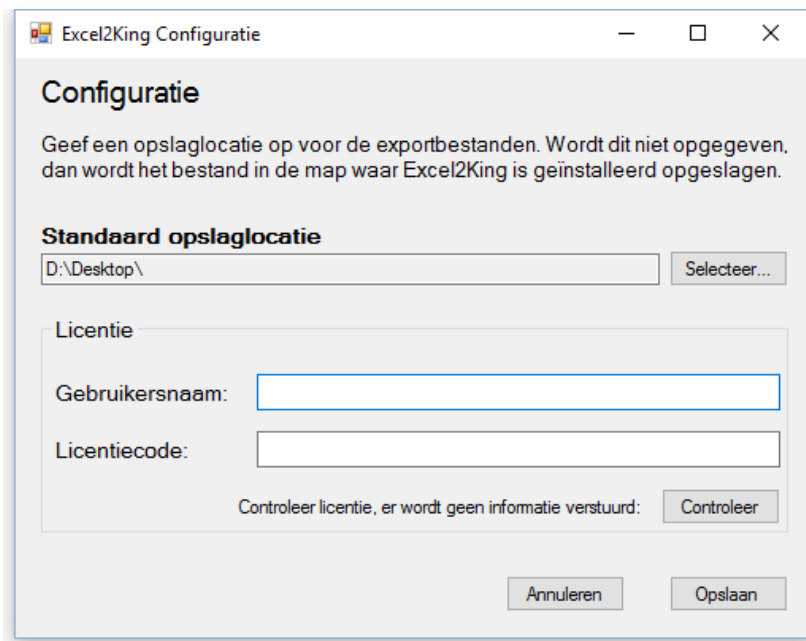 Excel2King Configuratie
Configuratie
Geef een opslaglocatie op voor de exportbestanden. Wordt dit niet opgegeven,
dan wordt het bestand in de map waar Excel2King is geïnstalleerd opgeslagen.
Standaard opslaglocatie
D:\Desktop\
Selecteer...
Licentie
Gebruikersnaam:
Licentiecode:
Controleer licentie, er wordt geen informatie verstuurd:
Controleer
Annuleren
Opslaan